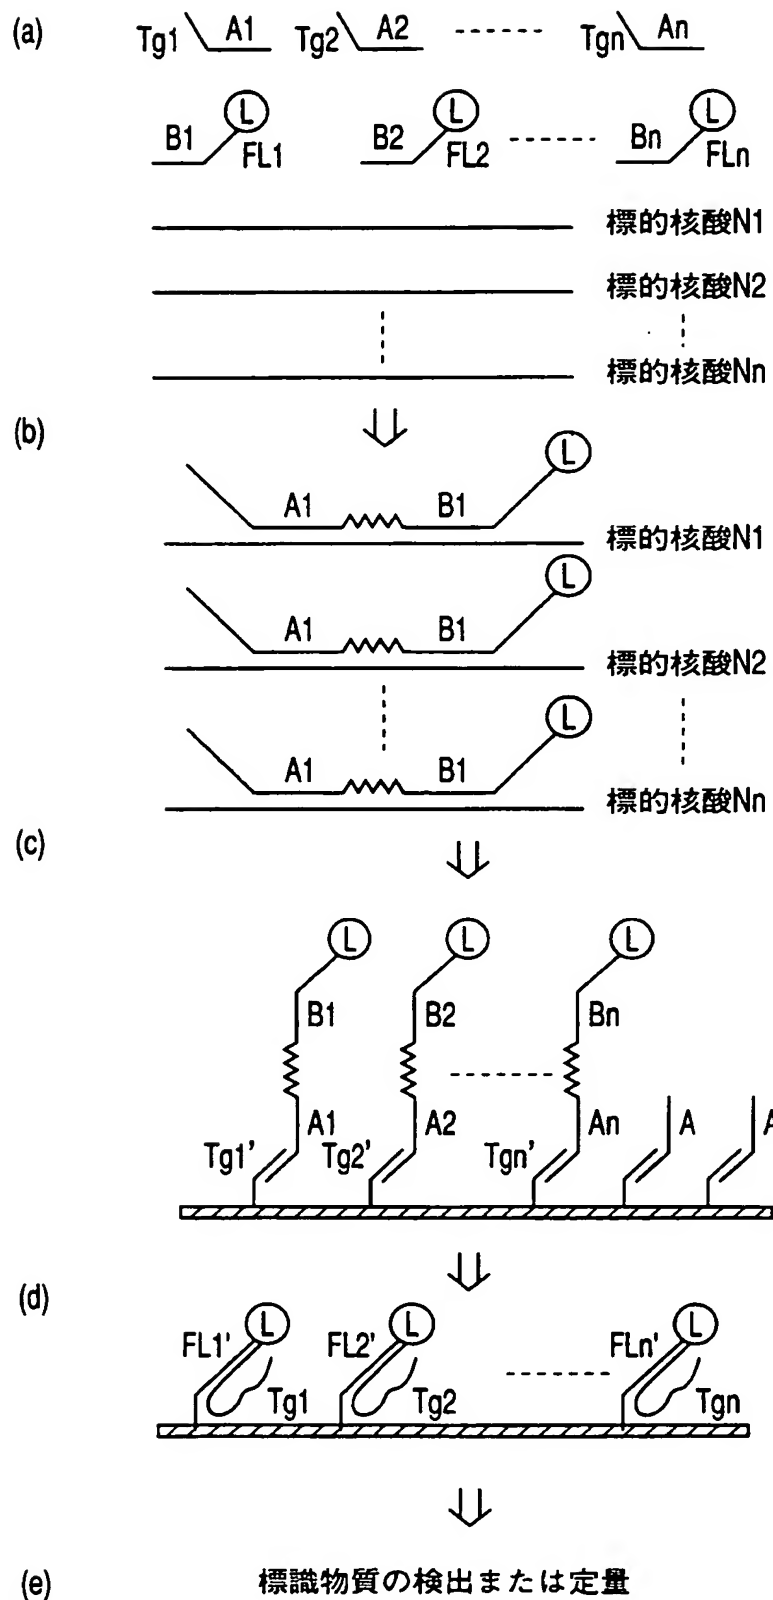 (a) Tg1 A1 Tg2 A2 Tgn An
L L L
B1 FL1 B2 FL2 Bn FLn
標的核酸N1
標的核酸N2
標的核酸Nn
(b)
L
A1 B1
標的核酸N1
L
A1 B1
標的核酸N2
L
A1 B1
標的核酸Nn
(c)
L L L
B1 B2 Bn
A1 A2 An A A
Tg1' Tg2' Tgn'
(d)
FL1' L FL2' L FLn' L
Tg1 Tg2 Tgn
(e) 標識物質の検出または定量